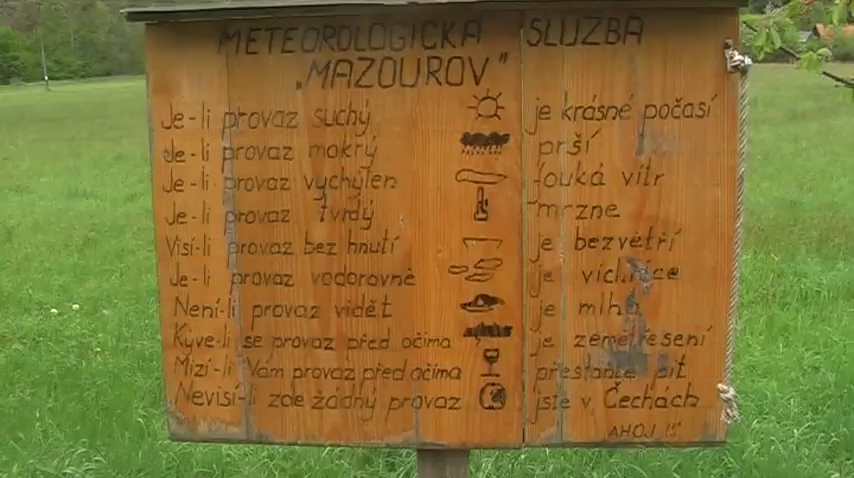 METEOROLOGICKÁ SLUŽBA
„MAZOUROV"
Je-li provaz suchý je krásné počasí
Je-li provaz mokrý prší
Je-li provaz vychýlen fouká vítr
Je-li provaz tvrdý mrzne
Visí-li provaz bez hnutí je bezvětří
Je-li provaz vodorovně je vichřice
Není-li provaz vidět je mlha
Kýve-li se provaz před očima je zemetřesení
Mizí-li Vám provaz před očima přestaňte pít
Nevisí-li zde žádný provaz jste v Čechách
AHOJ !!!